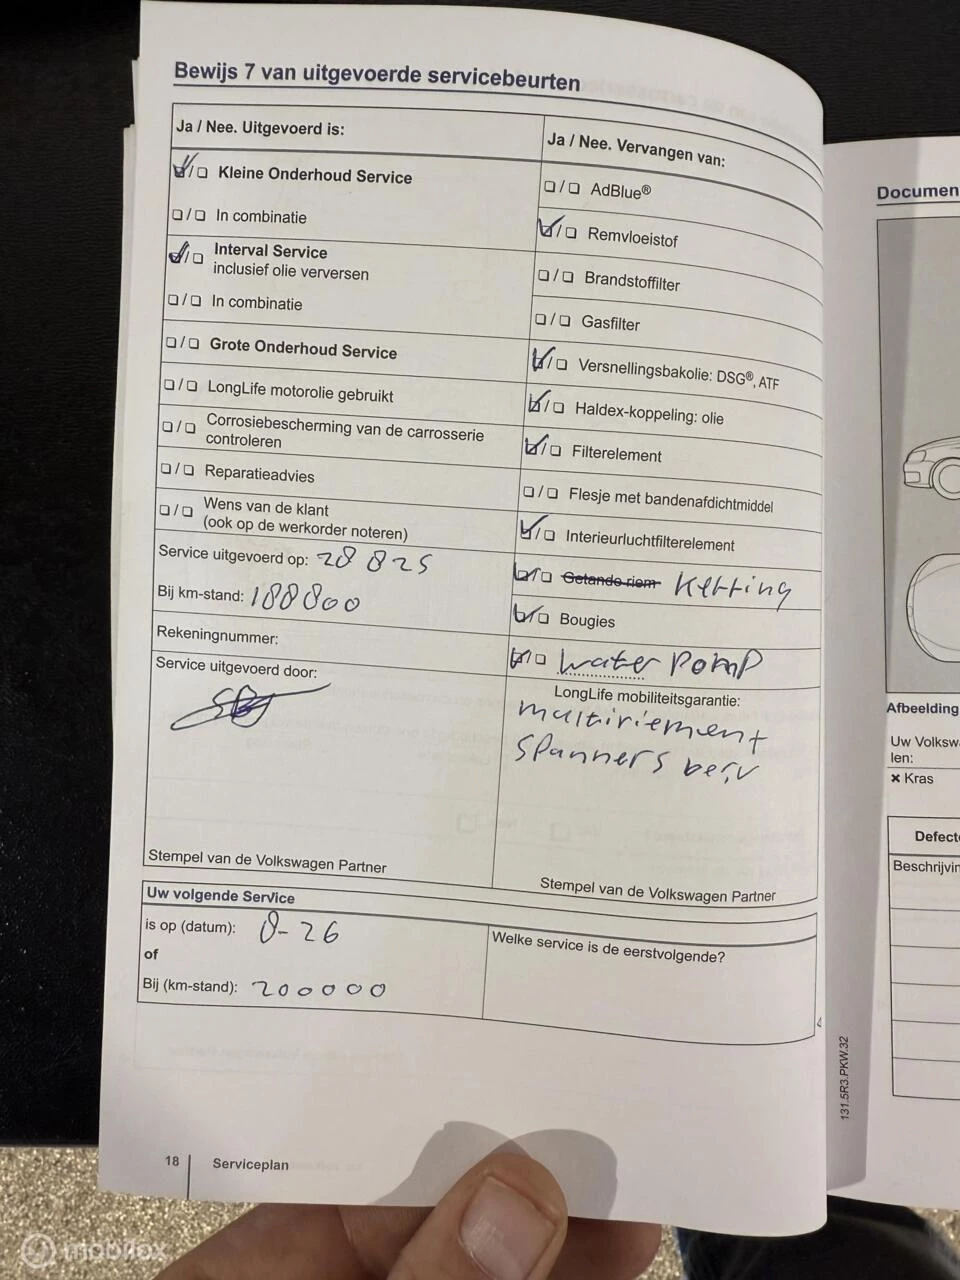 Bewijs 7 van uitgevoerde servicebeurten
Ja / Nee. Uitgevoerd is:
☑/☐ Kleine Onderhoud Service
☐/☐ In combinatie
☑/☐ Interval Service
inclusief olie verversen
☐/☐ In combinatie
☐/☐ Grote Onderhoud Service
☐/☐ LongLife motorolie gebruikt
☐/☐ Corrosiebescherming van de carrosserie
controleren
☐/☐ Reparatieadvies
☐/☐ Wens van de klant
(ook op de werkorder noteren)
Service uitgevoerd op: 28 8 25
Bij km-stand: 188800
Rekeningnummer:
Service uitgevoerd door:
Stempel van de Volkswagen Partner
Ja / Nee. Vervangen van:
☐/☐ AdBlue®
☑/☐ Remvloeistof
☐/☐ Brandstoffilter
☐/☐ Gasfilter
☑/☐ Versnellingsbakolie: DSG®, ATF
☑/☐ Haldex-koppeling: olie
☑/☐ Filterelement
☐/☐ Flesje met bandenafdichtmiddel
☑/☐ Interieurluchtfilterelement
☑/☐ Getande riem Ketting
☑/☐ Bougies
☑/☐ water pomp
LongLife mobiliteitsgarantie:
multiriement
spanners
Stempel van de Volkswagen Partner
Uw volgende Service
is op (datum): 8-26
of
Bij (km-stand): 200000
Welke service is de eerstvolgende?
18 Serviceplan
131.5R3.PKW.32
Documen
Afbeelding
Uw Volksw
len:
× Kras
Defect
Beschrijvin
mobilox